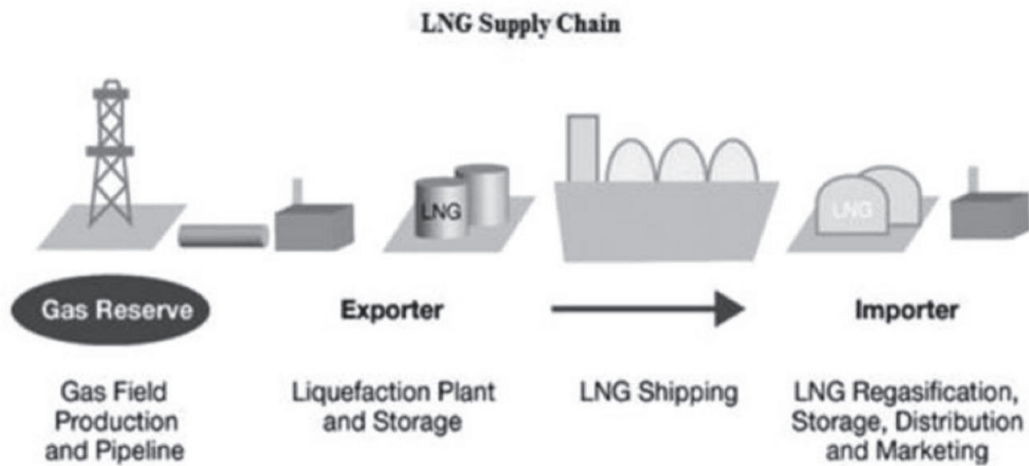 LNG Supply Chain
LNG
LNG
Gas Reserve
Exporter
Importer
Gas Field
Production
and Pipeline
Liquefaction Plant
and Storage
LNG Shipping
LNG Regasification,
Storage, Distribution
and Marketing